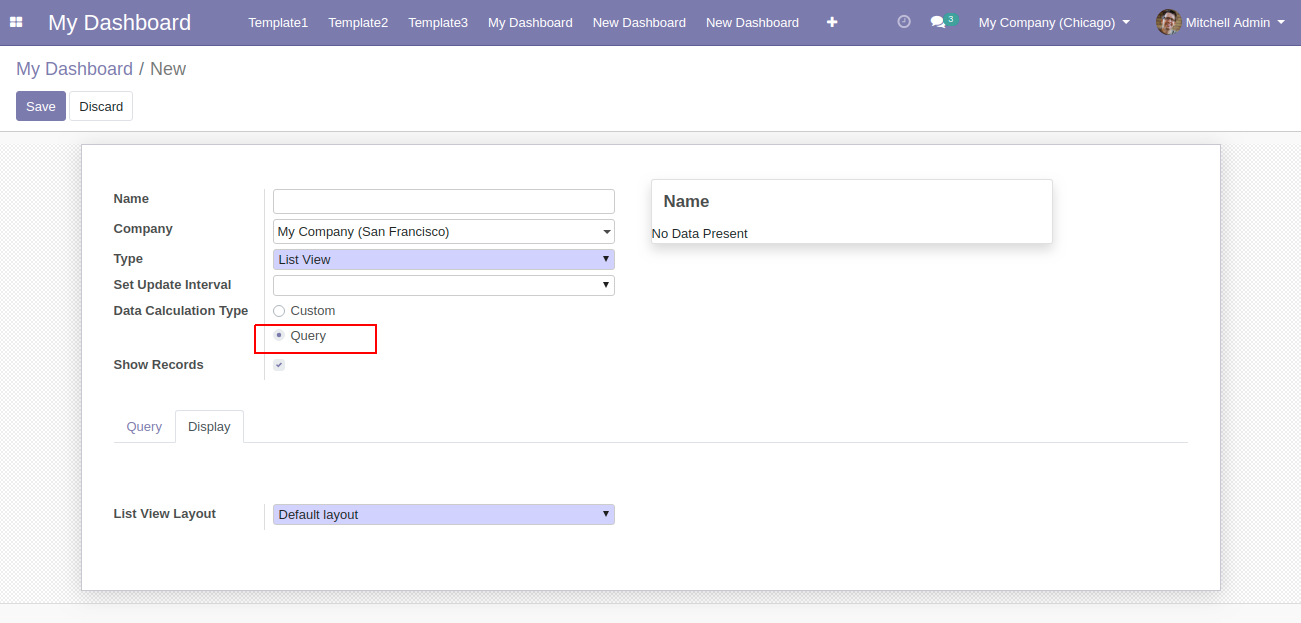 My Dashboard Template1 Template2 Template3 My Dashboard New Dashboard New Dashboard 3 My Company (Chicago) Mitchell Admin
My Dashboard / New
Save Discard
Name
Name
Company My Company (San Francisco)
No Data Present
Type List View
Set Update Interval
Data Calculation Type Custom
Query
Show Records
Query Display
List View Layout Default layout